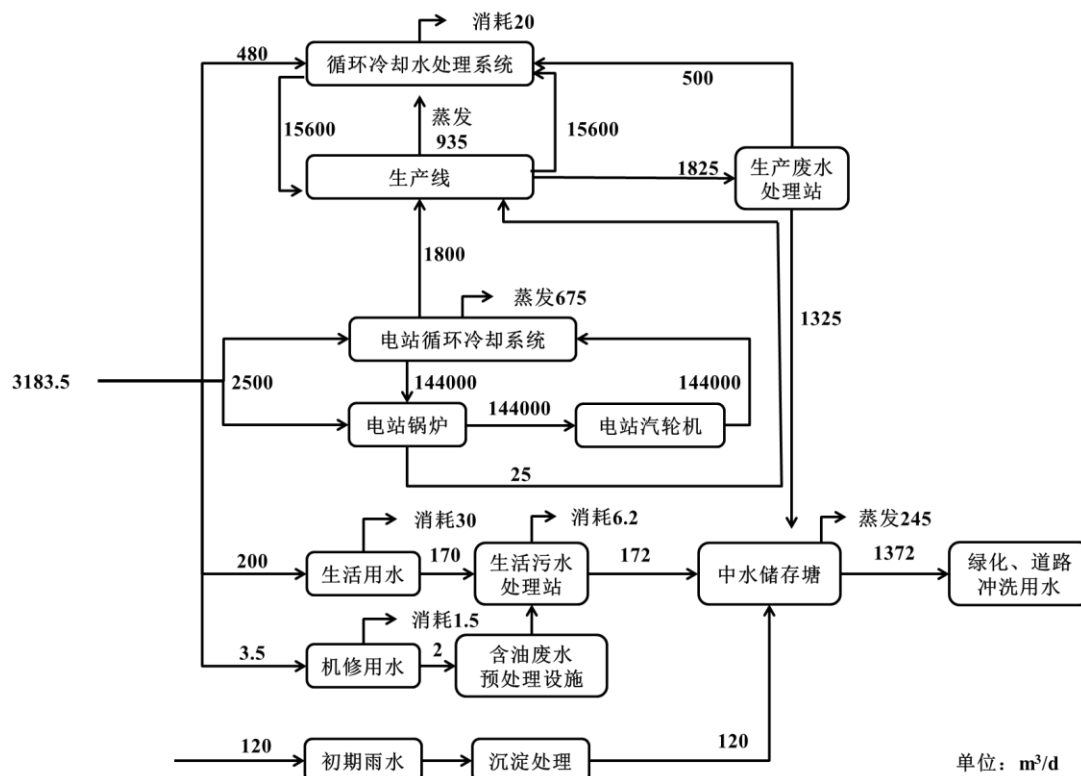 消耗20
480
循环冷却水处理系统
500
15600
蒸发
935
15600
生产线
1825
生产废水
处理站
1800
蒸发675
1325
电站循环冷却系统
3183.5
2500
144000
144000
电站锅炉
144000
电站汽轮机
25
消耗30
消耗6.2
蒸发245
200
生活用水
170
生活污水
处理站
172
中水储存塘
1372
绿化、道路
冲洗用水
消耗1.5
3.5
机修用水
2
含油废水
预处理设施
120
初期雨水
沉淀处理
120
单位：m³/d